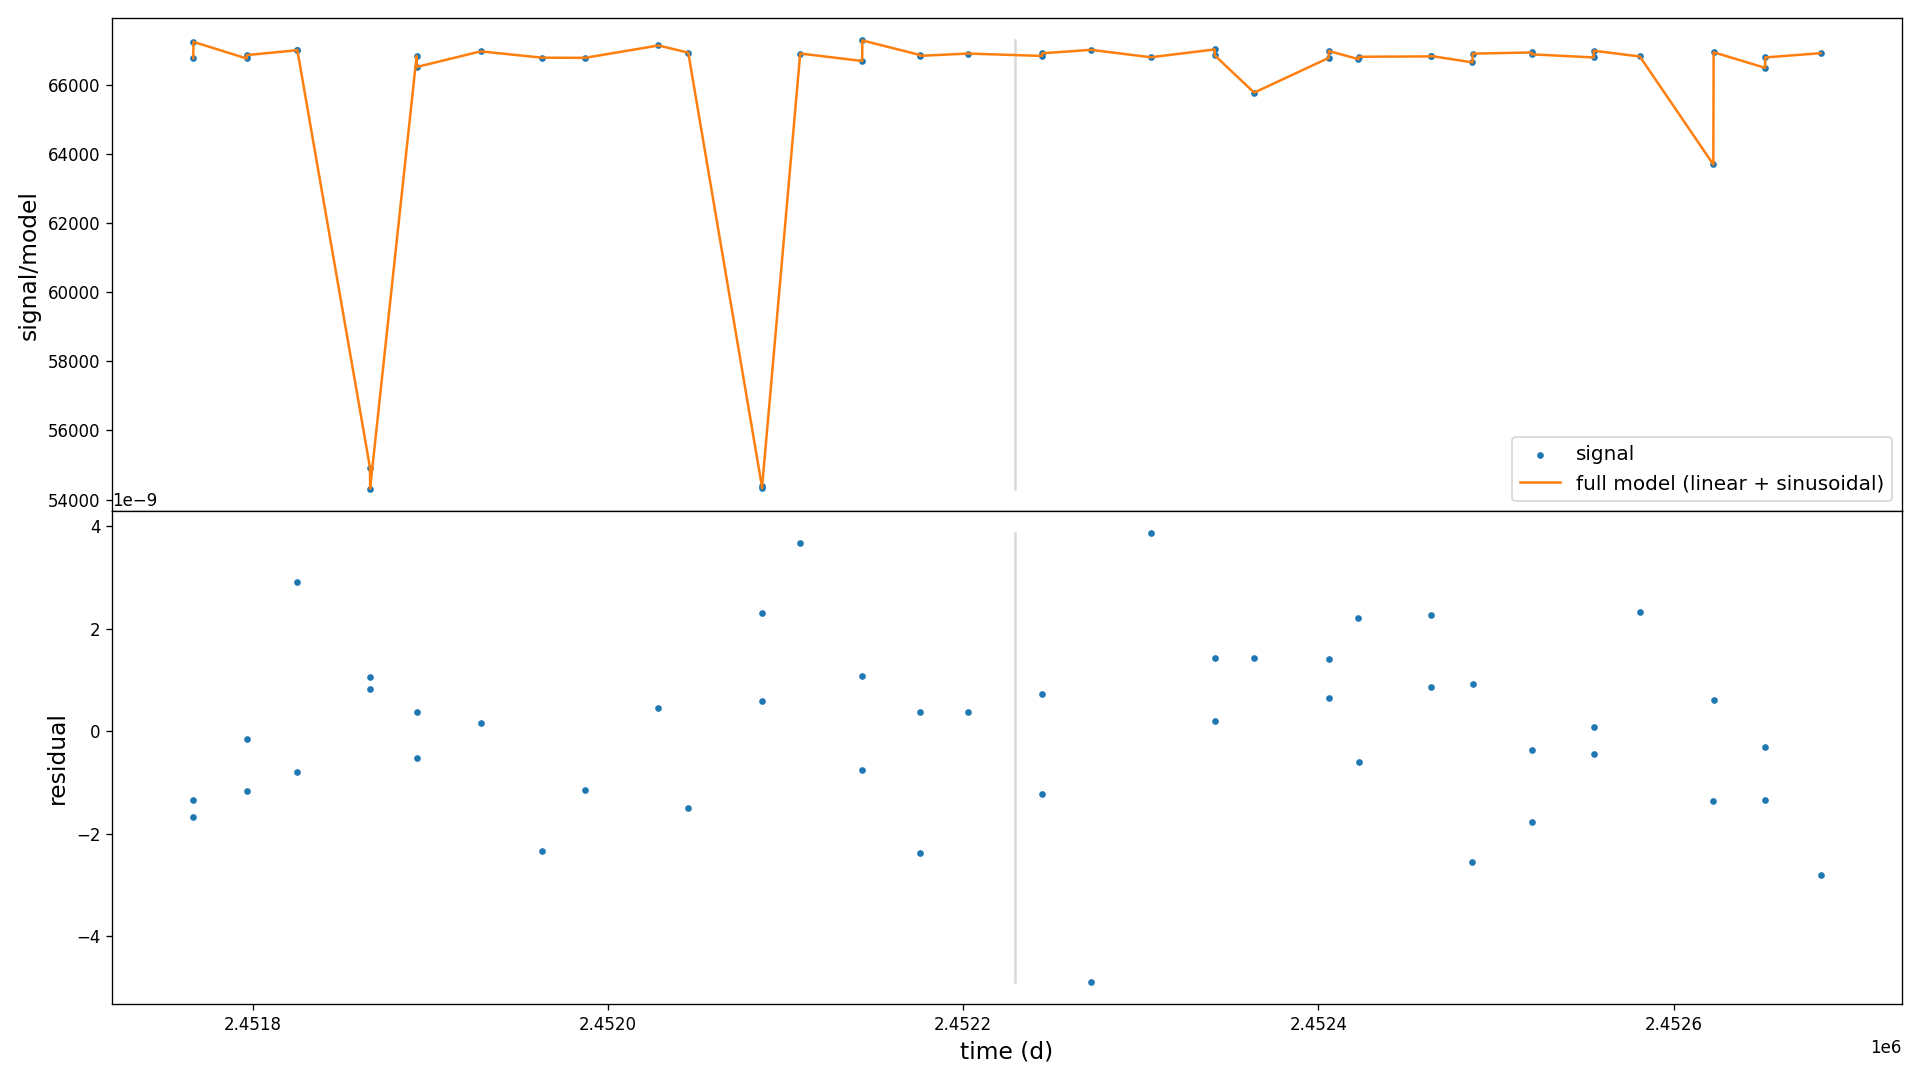 66000
64000
62000
60000
58000
56000
54000
signal/model
signal
full model (linear + sinusoidal)
1e−9
4
2
0
−2
−4
residual
2.4518
2.4520
2.4522
2.4524
2.4526
time (d)
1e6